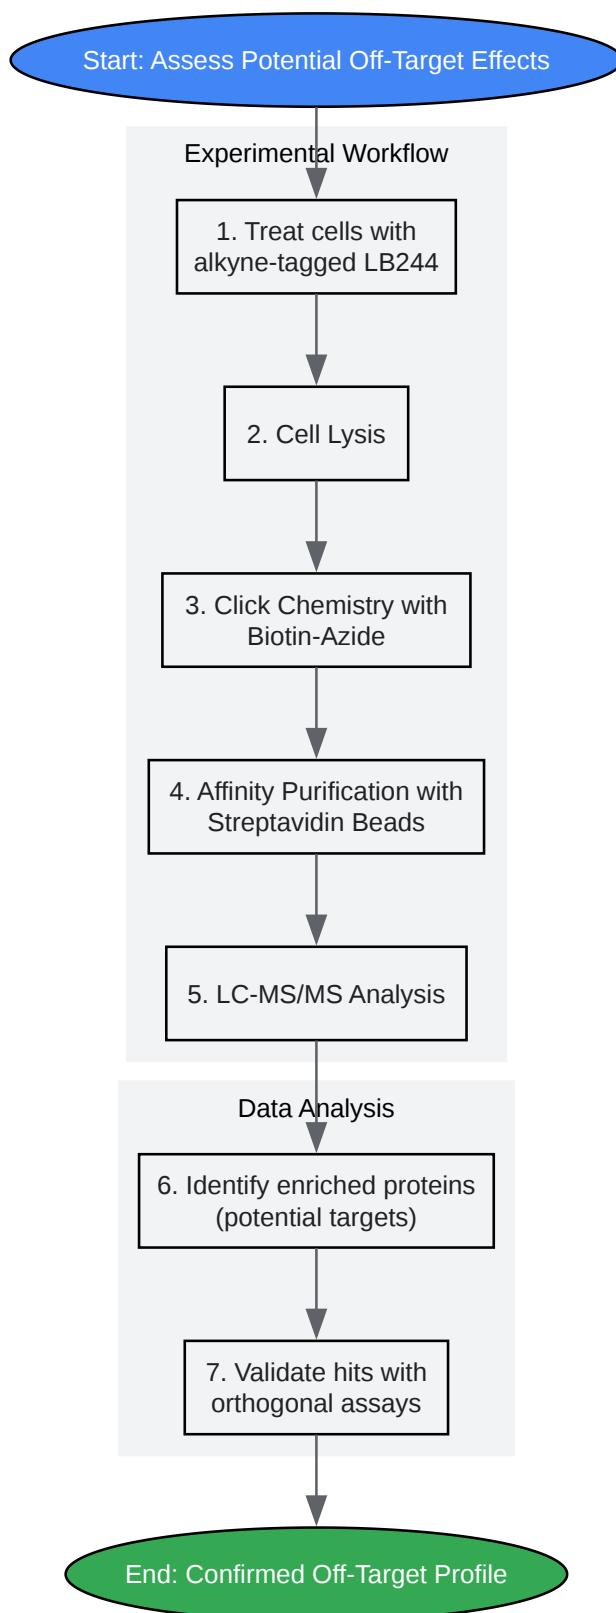 Start: Assess Potential Off-Target Effects
Experimental Workflow
1. Treat cells with
alkyne-tagged LB244
2. Cell Lysis
3. Click Chemistry with
Biotin-Azide
4. Affinity Purification with
Streptavidin Beads
5. LC-MS/MS Analysis
Data Analysis
6. Identify enriched proteins
(potential targets)
7. Validate hits with
orthogonal assays
End: Confirmed Off-Target Profile